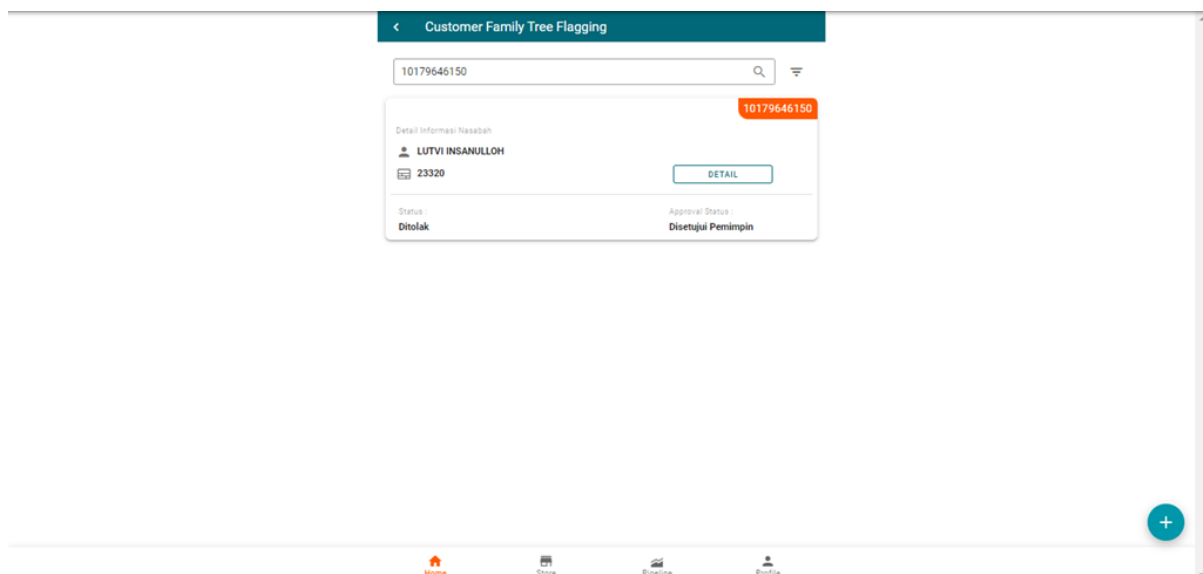 Customer Family Tree Flagging
10179646150
10179646150
Detail Informasi Nasabah
LUTVI INSANULLOH
23320
DETAIL
Status :
Approval Status :
Ditolak
Disetujui Pemimpin
Home
Store
Pipeline
Profile